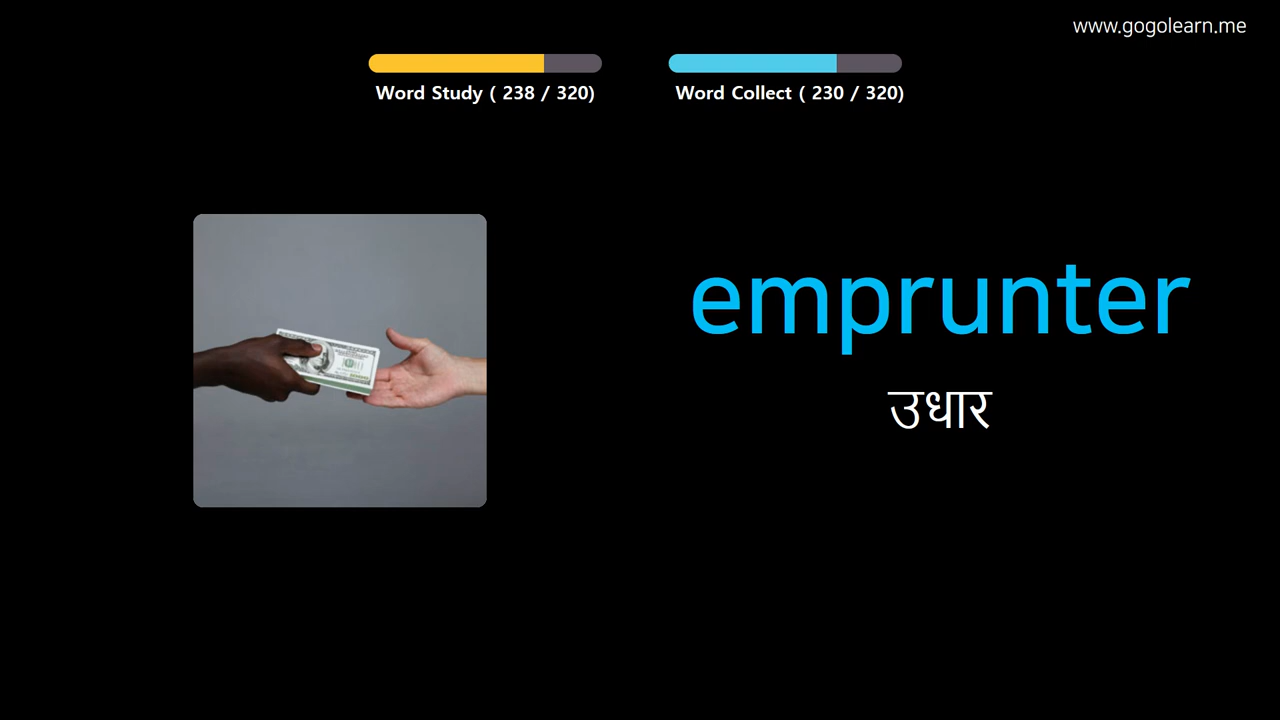 www.gogolearn.me
Word Study ( 238 / 320)
Word Collect ( 230 / 320)
emprunter
उधार